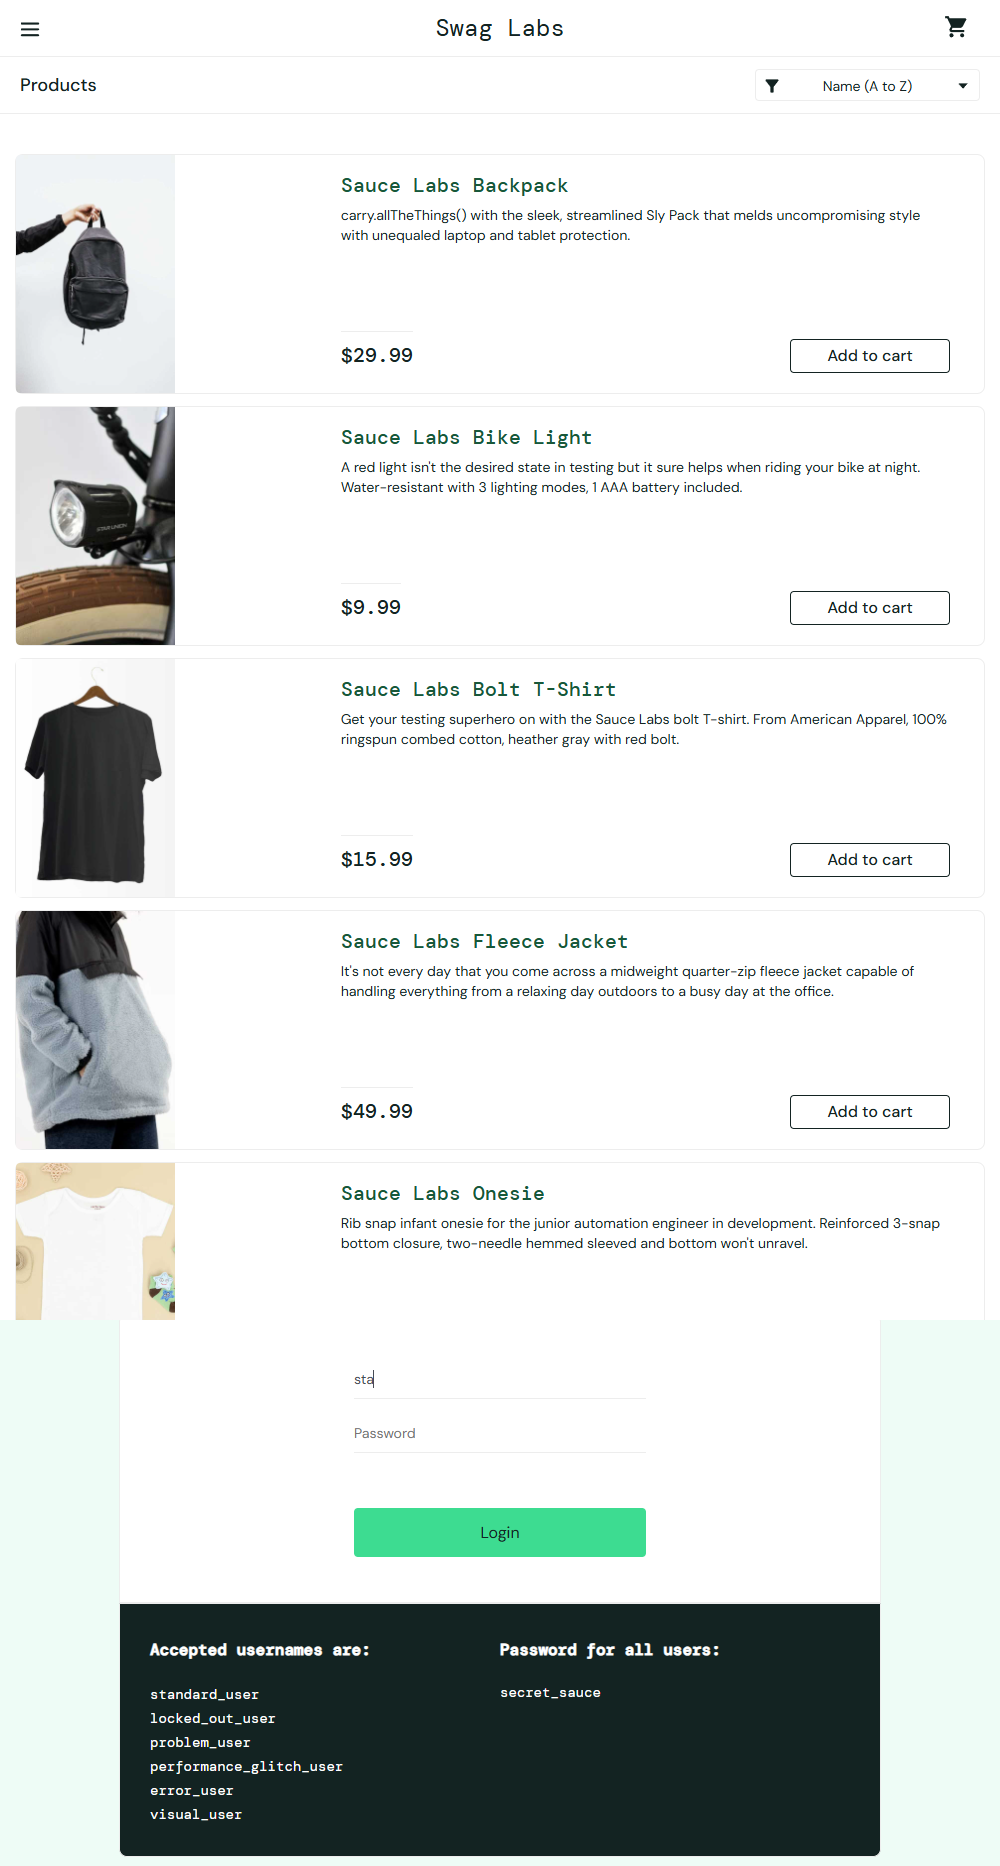 Swag Labs
Products
Name (A to Z)
Sauce Labs Backpack
carry.allTheThings() with the sleek, streamlined Sly Pack that melds uncompromising style
with unequaled laptop and tablet protection.
$29.99
Add to cart
Sauce Labs Bike Light
A red light isn't the desired state in testing but it sure helps when riding your bike at night.
Water-resistant with 3 lighting modes, 1 AAA battery included.
$9.99
Add to cart
Sauce Labs Bolt T-Shirt
Get your testing superhero on with the Sauce Labs bolt T-shirt. From American Apparel, 100%
ringspun combed cotton, heather gray with red bolt.
$15.99
Add to cart
Sauce Labs Fleece Jacket
It's not every day that you come across a midweight quarter-zip fleece jacket capable of
handling everything from a relaxing day outdoors to a busy day at the office.
$49.99
Add to cart
Sauce Labs Onesie
Rib snap infant onesie for the junior automation engineer in development. Reinforced 3-snap
bottom closure, two-needle hemmed sleeved and bottom won't unravel.
sta
Password
Login
Accepted usernames are:
standard_user
locked_out_user
problem_user
performance_glitch_user
error_user
visual_user
Password for all users:
secret_sauce